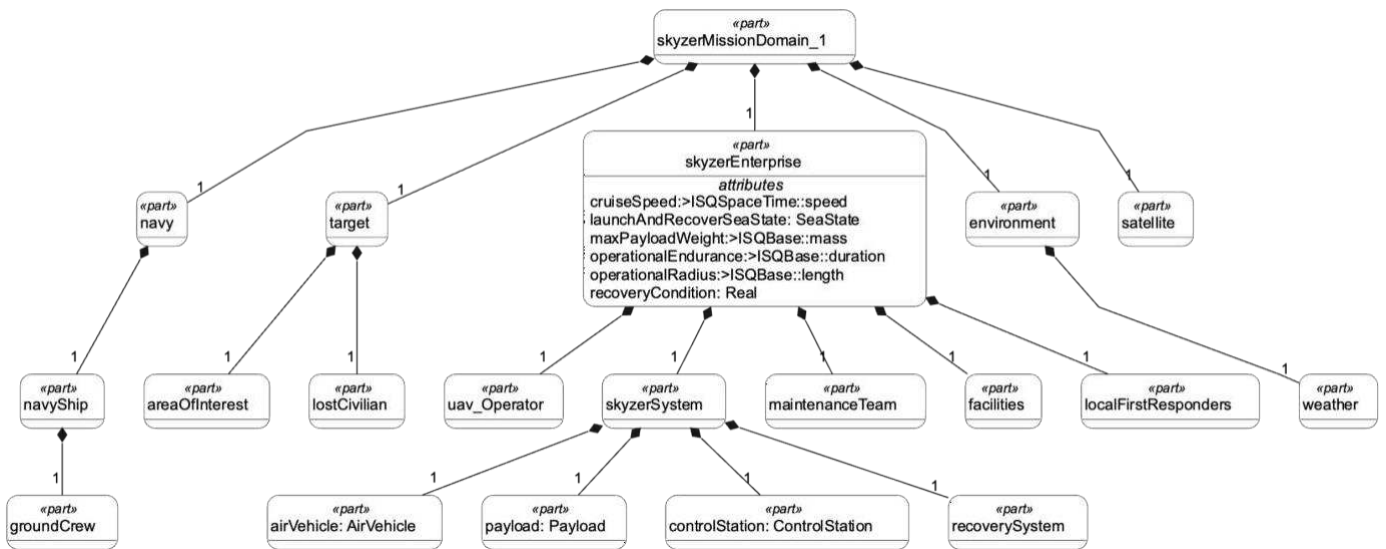 «part»
skyzerMissionDomain_1
1
«part»
skyzerEnterprise
attributes
cruiseSpeed:>ISQSpaceTime::speed
launchAndRecoverSeaState: SeaState
maxPayloadWeight:>ISQBase::mass
operationalEndurance:>ISQBase::duration
operationalRadius:>ISQBase::length
recoveryCondition: Real
1
«part»
navy
1
«part»
target
1
«part»
environment
1
«part»
satellite
1
«part»
navyShip
1
«part»
areaOfInterest
1
«part»
lostCivilian
1
«part»
uav_Operator
1
«part»
skyzerSystem
1
«part»
maintenanceTeam
1
«part»
facilities
1
«part»
localFirstResponders
1
«part»
weather
1
«part»
groundCrew
1
«part»
airVehicle: AirVehicle
1
«part»
payload: Payload
1
«part»
controlStation: ControlStation
1
«part»
recoverySystem